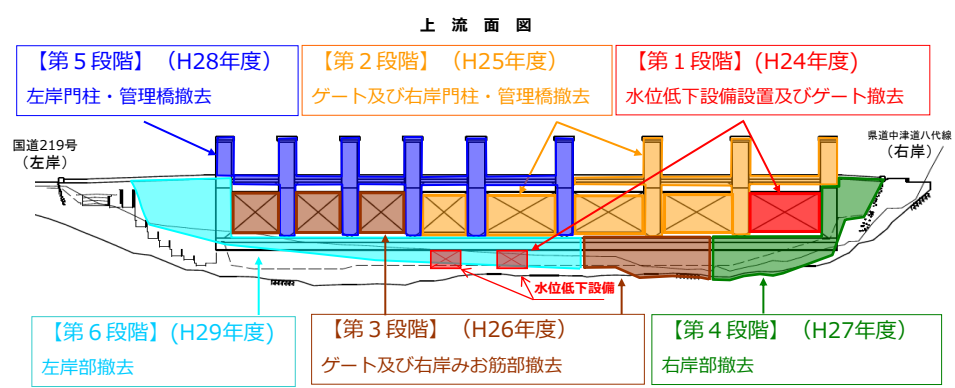 上流面図
【第５段階】（H28年度）
左岸門柱・管理橋撤去
【第２段階】（H25年度）
ゲート及び右岸門柱・管理橋撤去
【第１段階】(H24年度)
水位低下設備設置及びゲート撤去
国道219号
（左岸）
県道中津道八代線
（右岸）
水位低下設備
【第６段階】(H29年度）
左岸部撤去
【第３段階】（H26年度）
ゲート及び右岸みお筋部撤去
【第４段階】（H27年度）
右岸部撤去